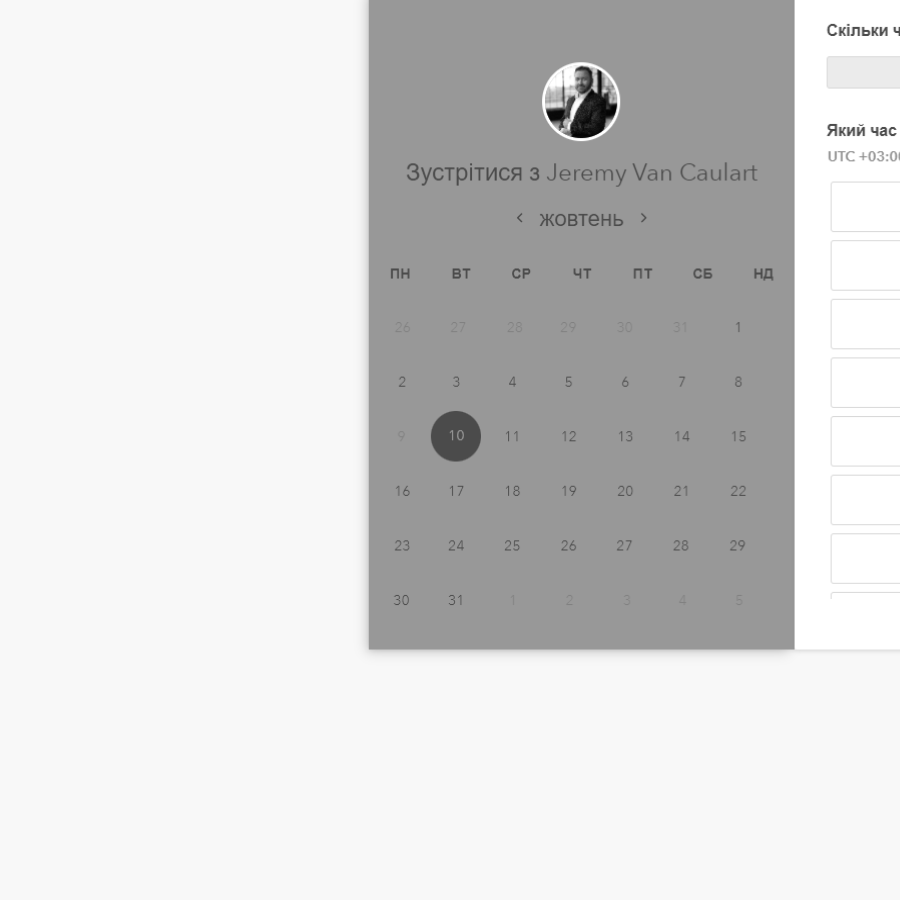 Зустрітися з Jeremy Van Caulart
жовтень
ПН ВТ СР ЧТ ПТ СБ НД
26 27 28 29 30 31 1
2 3 4 5 6 7 8
9 10 11 12 13 14 15
16 17 18 19 20 21 22
23 24 25 26 27 28 29
30 31 1 2 3 4 5
Скільки
Який час
UTC +03:0